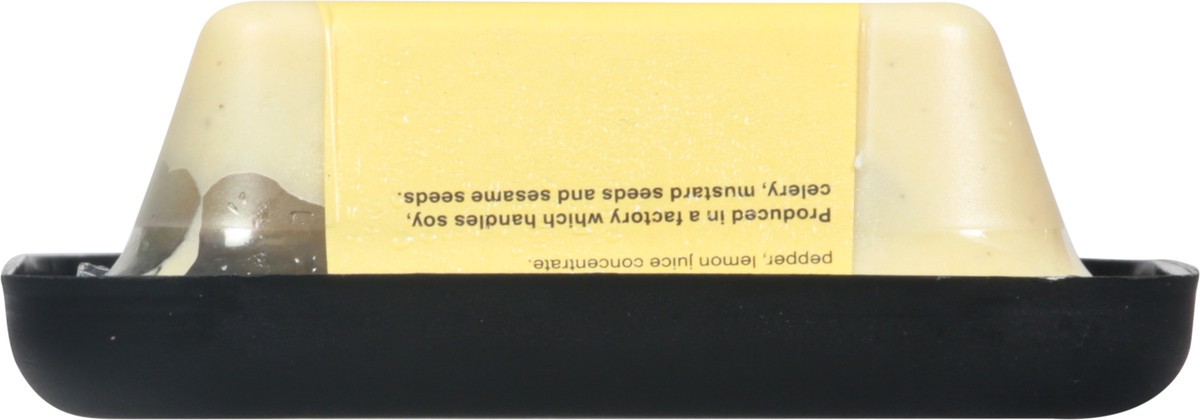 pepper, lemon juice concentrate.
Produced in a factory which handles soy,
celery, mustard seeds and sesame seeds.